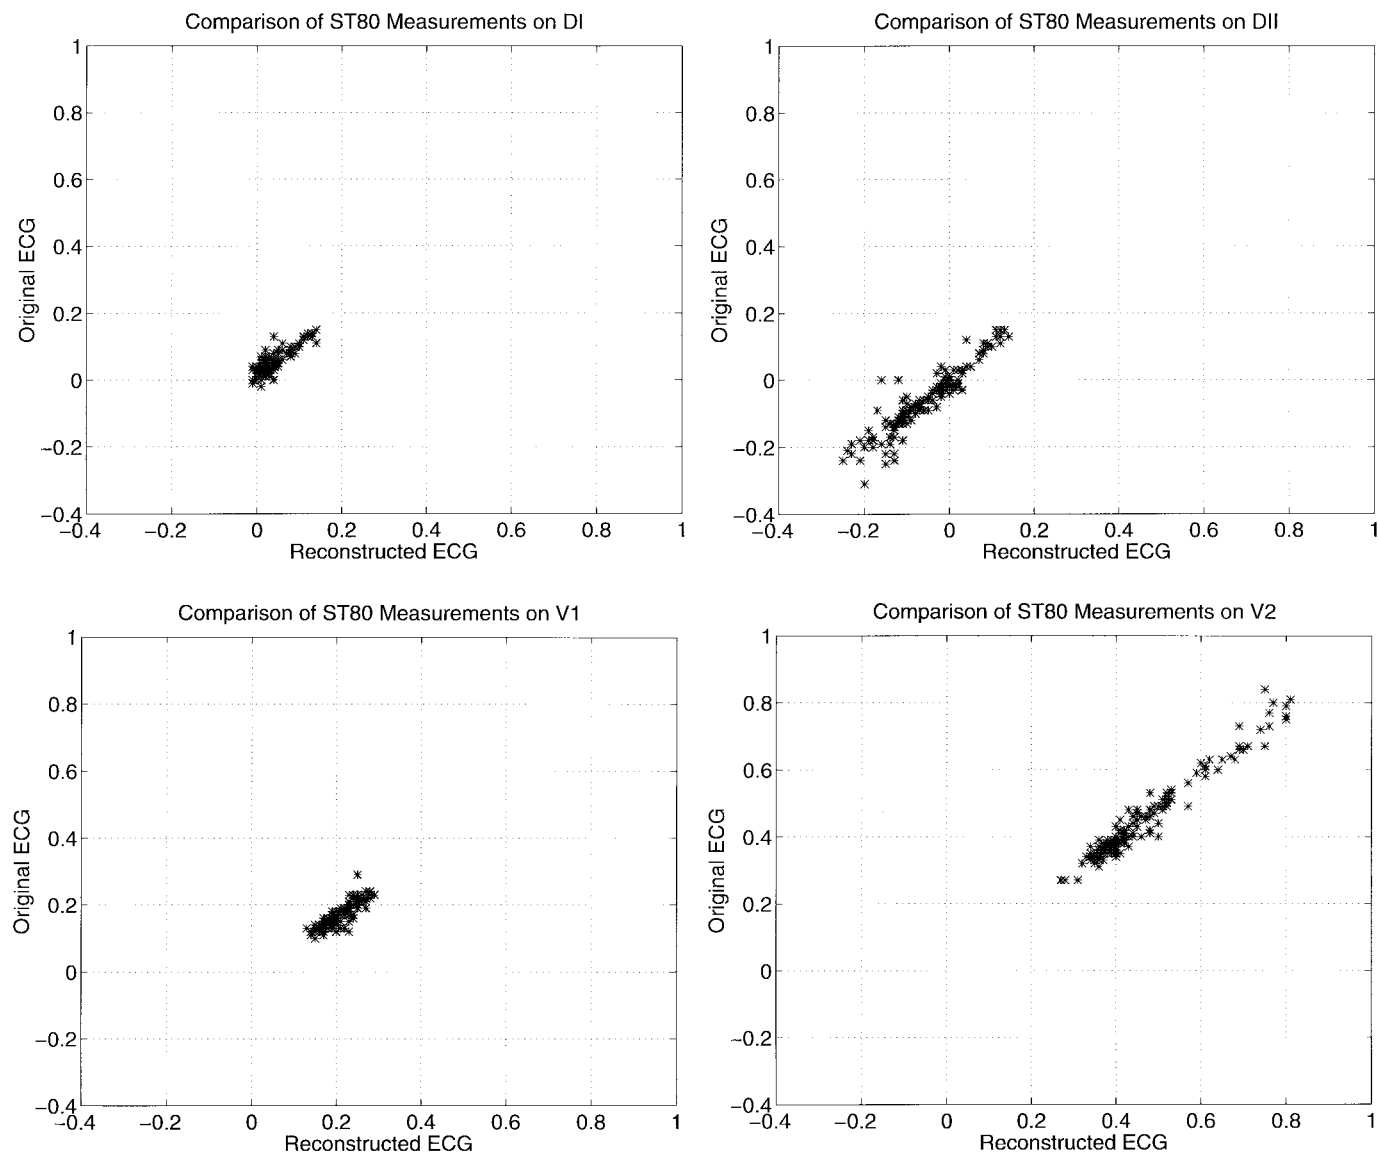 Comparison of ST80 Measurements on DI
1
0.8
0.6
0.4
0.2
0
−0.2
−0.4
Original ECG
−0.4 −0.2 0 0.2 0.4 0.6 0.8 1
Reconstructed ECG
Comparison of ST80 Measurements on DII
1
0.8
0.6
0.4
0.2
0
−0.2
−0.4
Original ECG
−0.4 −0.2 0 0.2 0.4 0.6 0.8 1
Reconstructed ECG
Comparison of ST80 Measurements on V1
1
0.8
0.6
0.4
0.2
0
−0.2
−0.4
Original ECG
−0.4 −0.2 0 0.2 0.4 0.6 0.8 1
Reconstructed ECG
Comparison of ST80 Measurements on V2
1
0.8
0.6
0.4
0.2
0
−0.2
−0.4
Original ECG
−0.4 −0.2 0 0.2 0.4 0.6 0.8 1
Reconstructed ECG